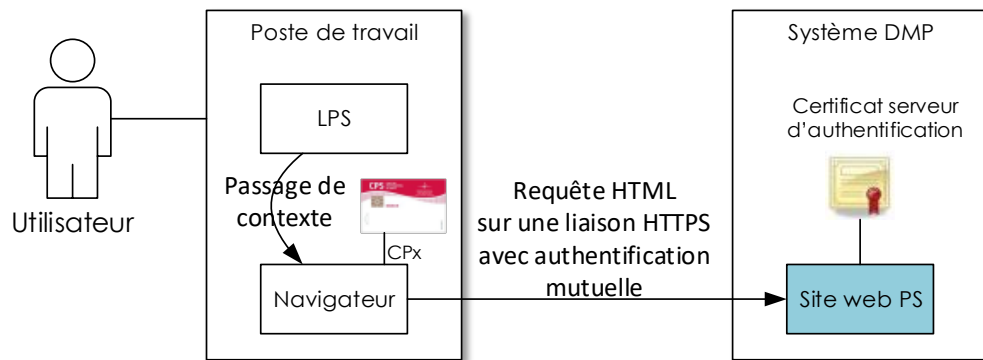 Poste de travail
Système DMP
LPS
Certificat serveur
d'authentification
CPS
Passage de
contexte
Requête HTML
sur une liaison HTTPS
avec authentification
mutuelle
Utilisateur
CPx
Navigateur
Site web PS